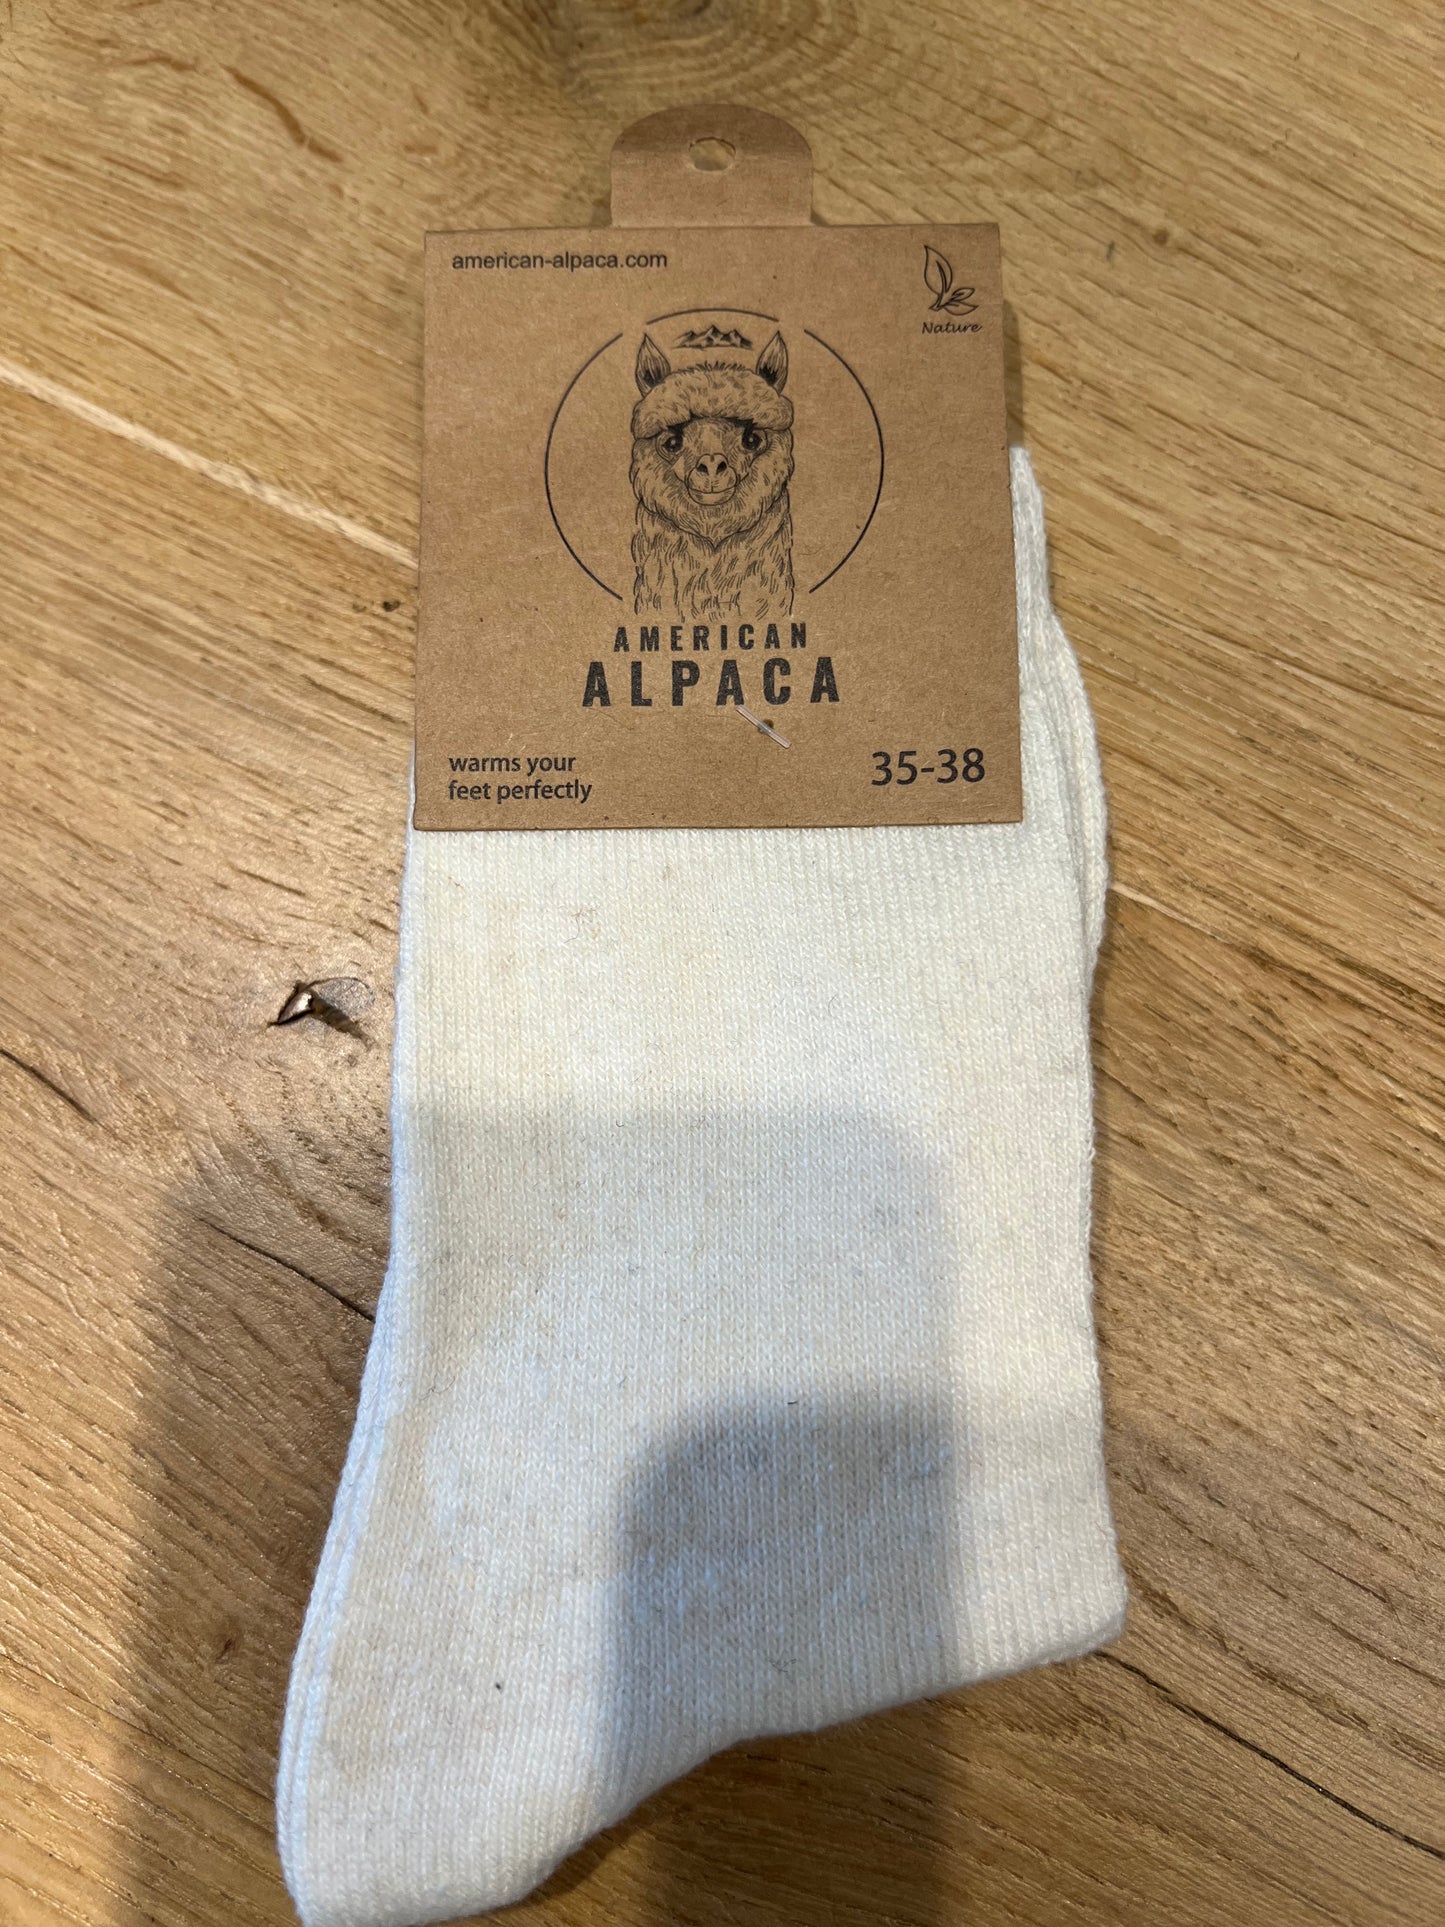 american-alpaca.com
Nature
AMERICAN
ALPACA
warms your
feet perfectly
35-38